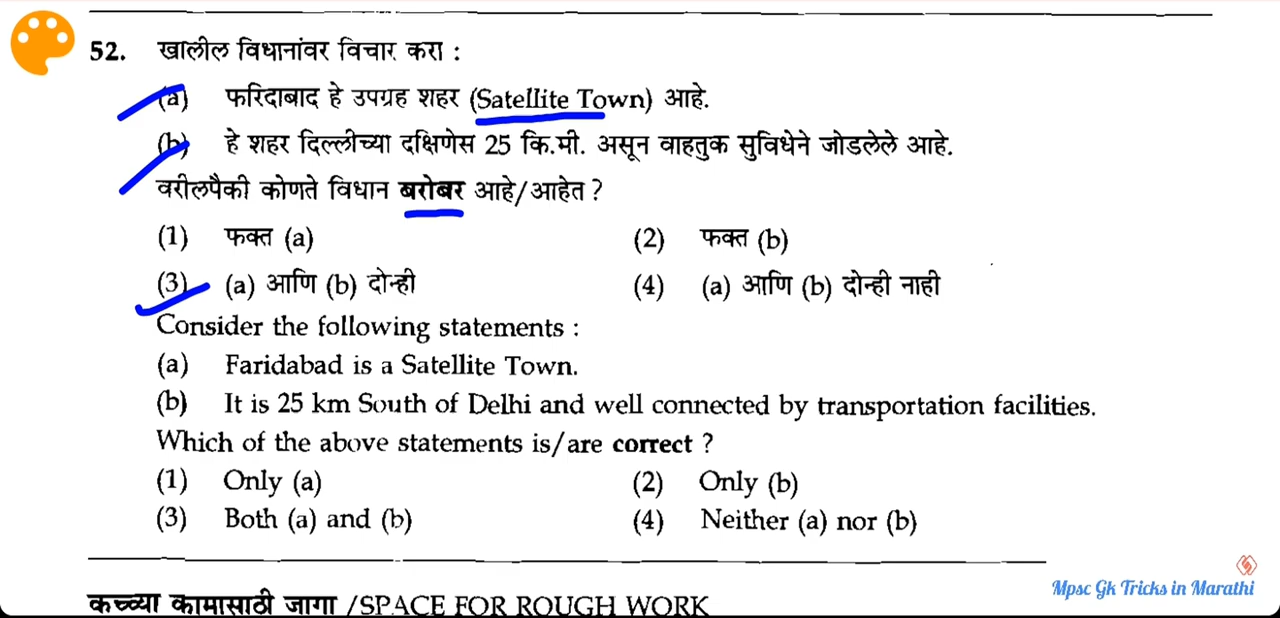 52. खालील विधानांवर विचार करा :
(a) फरिदाबाद हे उपग्रह शहर (Satellite Town) आहे.
(b) हे शहर दिल्लीच्या दक्षिणेस 25 कि.मी. असून वाहतुक सुविधेने जोडलेले आहे.
वरीलपैकी कोणते विधान बरोबर आहे/आहेत ?
(1) फक्त (a) (2) फक्त (b)
(3) (a) आणि (b) दोन्ही (4) (a) आणि (b) दोन्ही नाही
Consider the following statements :
(a) Faridabad is a Satellite Town.
(b) It is 25 km South of Delhi and well connected by transportation facilities.
Which of the above statements is/are correct ?
(1) Only (a) (2) Only (b)
(3) Both (a) and (b) (4) Neither (a) nor (b)
कच्च्या कामासाठी जागा /SPACE FOR ROUGH WORK
Mpsc Gk Tricks in Marathi